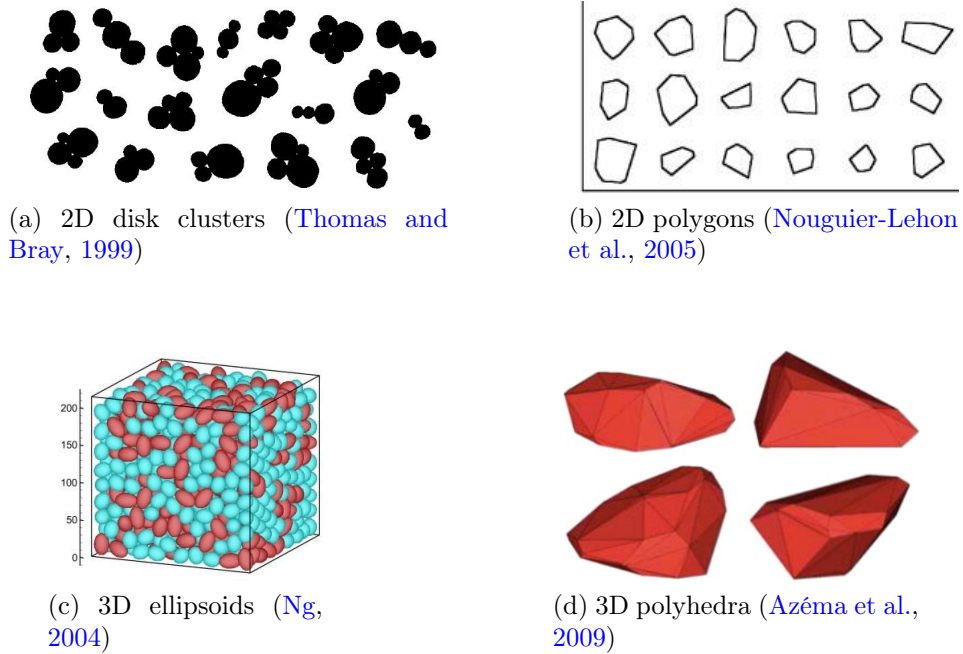 (a) 2D disk clusters (Thomas and
Bray, 1999)
(b) 2D polygons (Nouguier-Lehon
et al., 2005)
200
150
100
50
0
(c) 3D ellipsoids (Ng,
2004)
(d) 3D polyhedra (Azéma et al.,
2009)